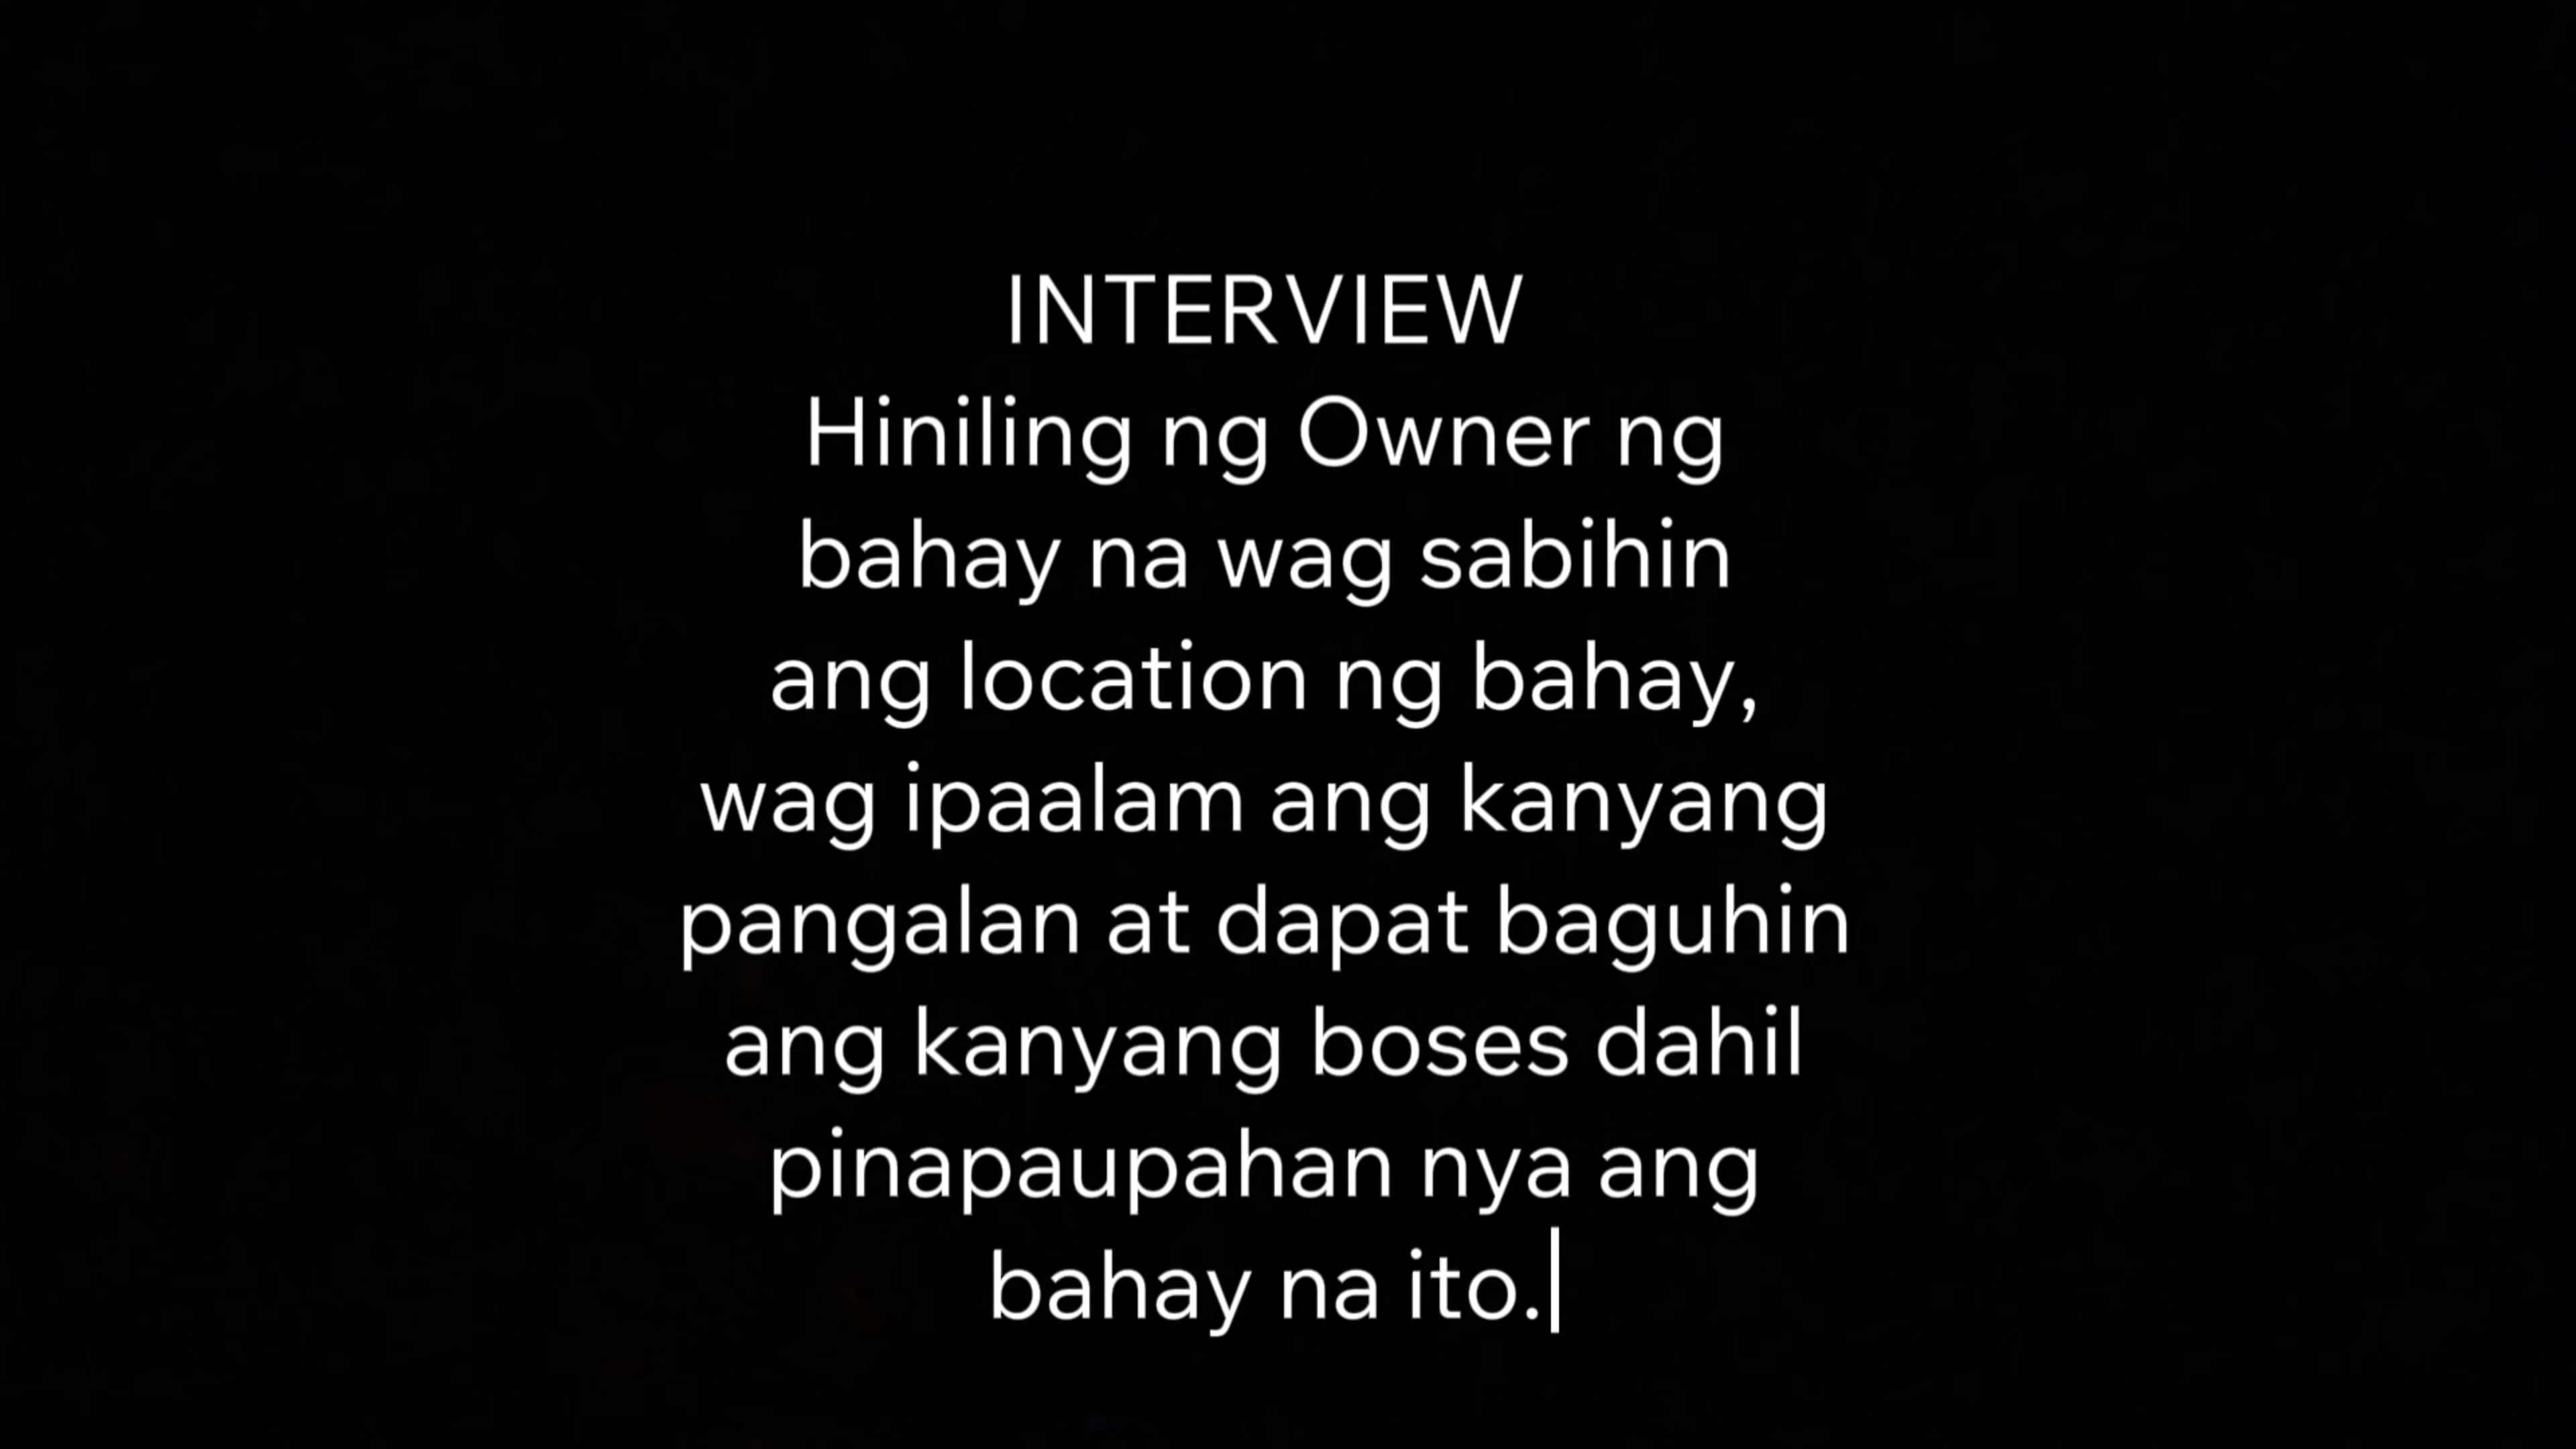 INTERVIEW
Hiniling ng Owner ng
bahay na wag sabihin
ang location ng bahay,
wag ipaalam ang kanyang
pangalan at dapat baguhin
ang kanyang boses dahil
pinapaupahan nya ang
bahay na ito.